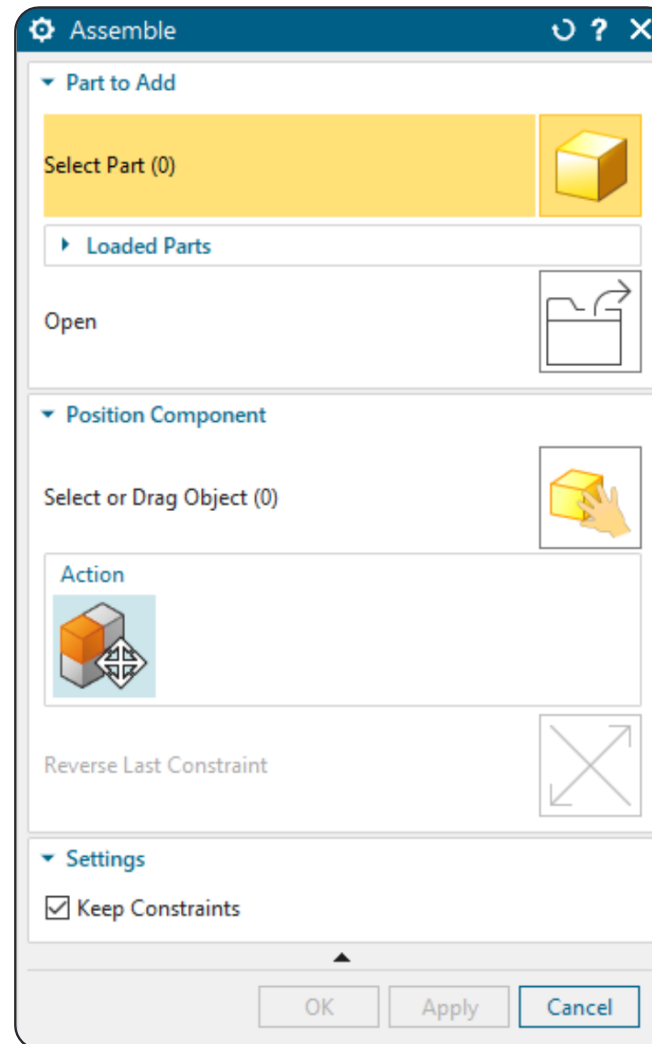 Assemble ?
Part to Add
Select Part (0)
Loaded Parts
Open
Position Component
Select or Drag Object (0)
Action
Reverse Last Constraint
Settings
Keep Constraints
OK Apply Cancel